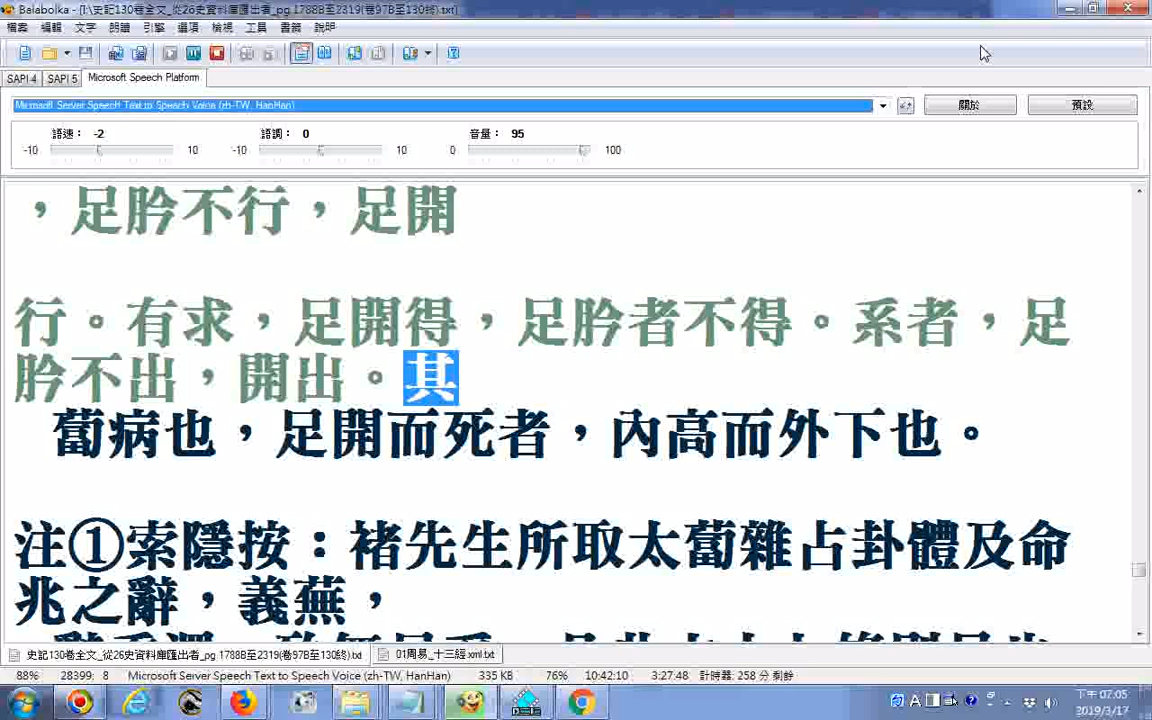 Balabolka - [I:\史記130卷全文_從26史資料庫匯出者_pg 1788B至2319(卷97B至130終).txt]
檔案 編輯 文字 朗讀 引擎 選項 檢視 工具 書籤 說明
SAPI 4 SAPI 5 Microsoft Speech Platform
Microsoft Server Speech Text to Speech Voice (zh-TW, HanHan)
關於 預設
語速： -2 語調： 0 音量： 95
-10 10 -10 10 0 100
，足肣不行，足開
行。有求，足開得，足肣者不得。系者，足
肣不出，開出。其
蔔病也，足開而死者，內高而外下也。
注①索隱按：褚先生所取太蔔雜占卦體及命
兆之辭，義蕪，
史記130卷全文_從26史資料庫匯出者_pg 1788B至2319(卷97B至130終).txt 01周易_十三經.xml.txt
88% 28399: 8 Microsoft Server Speech Text to Speech Voice (zh-TW, HanHan) 335 KB 76% 10:42:10 3:27:48 計時器: 258 分 剩餘
下午 07:05
2019/3/17